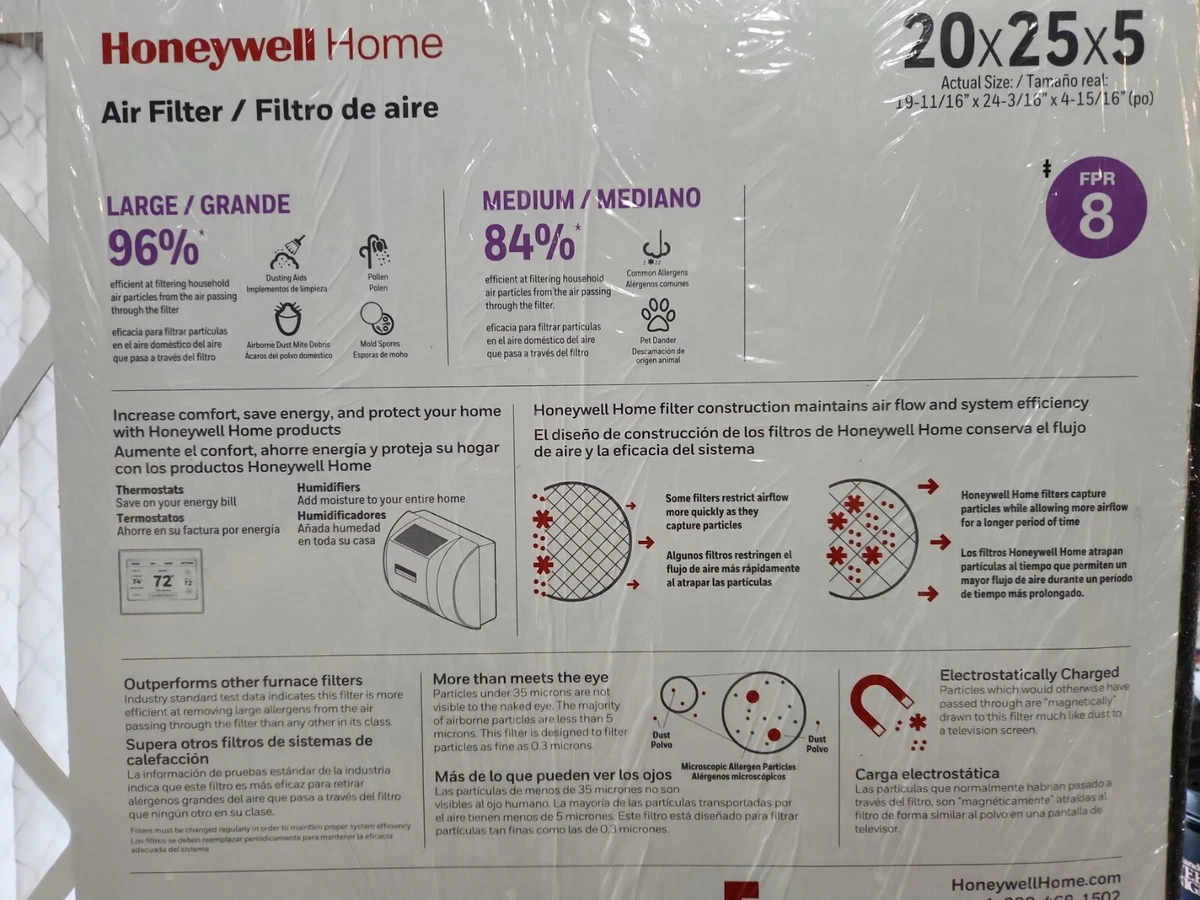 Honeywell Home
20x25x5
Actual Size: / Tamaño real:
19-11/16" x 24-3/16" x 4-15/16" (po)
Air Filter / Filtro de aire
‡
FPR
8
LARGE / GRANDE
96%*
efficient at filtering household
air particles from the air passing
through the filter
eficacia para filtrar partículas
en el aire doméstico del aire
que pasa a través del filtro
Dusting Aids
Implementos de limpieza
Pollen
Polen
Airborne Dust Mite Debris
Ácaros del polvo doméstico
Mold Spores
Esporas de moho
MEDIUM / MEDIANO
84%*
efficient at filtering household
air particles from the air passing
through the filter.
eficacia para filtrar partículas
en el aire doméstico del aire
que pasa a través del filtro
Common Allergens
Alérgenos comunes
Pet Dander
Descamación de
origen animal
Increase comfort, save energy, and protect your home
with Honeywell Home products
Aumente el confort, ahorre energía y proteja su hogar
con los productos Honeywell Home
Thermostats
Save on your energy bill
Termostatos
Ahorre en su factura por energía
74°
72°
72
Humidifiers
Add moisture to your entire home
Humidificadores
Añada humedad
en toda su casa
Honeywell Home filter construction maintains air flow and system efficiency
El diseño de construcción de los filtros de Honeywell Home conserva el flujo
de aire y la eficacia del sistema
Some filters restrict airflow
more quickly as they
capture particles
Algunos filtros restringen el
flujo de aire más rápidamente
al atrapar las partículas
Honeywell Home filters capture
particles while allowing more airflow
for a longer period of time
Los filtros Honeywell Home atrapan
partículas al tiempo que permiten un
mayor flujo de aire durante un período
de tiempo más prolongado.
Outperforms other furnace filters
Industry standard test data indicates this filter is more
efficient at removing large allergens from the air
passing through the filter than any other in its class.
Supera otros filtros de sistemas de
calefacción
La información de pruebas estándar de la industria
indica que este filtro es más eficaz para retirar
alérgenos grandes del aire que pasa a través del filtro
que ningún otro en su clase.
Filters must be changed regularly in order to maintain proper system efficiency
Los filtros se deben reemplazar periódicamente para mantener la eficacia
adecuada del sistema
More than meets the eye
Particles under 35 microns are not
visible to the naked eye. The majority
of airborne particles are less than 5
microns. This filter is designed to filter
particles as fine as 0.3 microns.
Dust
Polvo
Dust
Polvo
Microscopic Allergen Particles
Alérgenos microscópicos
Más de lo que pueden ver los ojos
Las partículas de menos de 35 micrones no son
visibles al ojo humano. La mayoría de las partículas transportadas por
el aire tienen menos de 5 micrones. Este filtro está diseñado para filtrar
partículas tan finas como las de 0,3 micrones.
Electrostatically Charged
Particles which would otherwise have
passed through are "magnetically"
drawn to this filter much like dust to
a television screen.
Carga electrostática
Las partículas que normalmente habrían pasado a
través del filtro, son "magnéticamente" atraídas al
filtro de forma similar al polvo en una pantalla de
televisor.
HoneywellHome.com